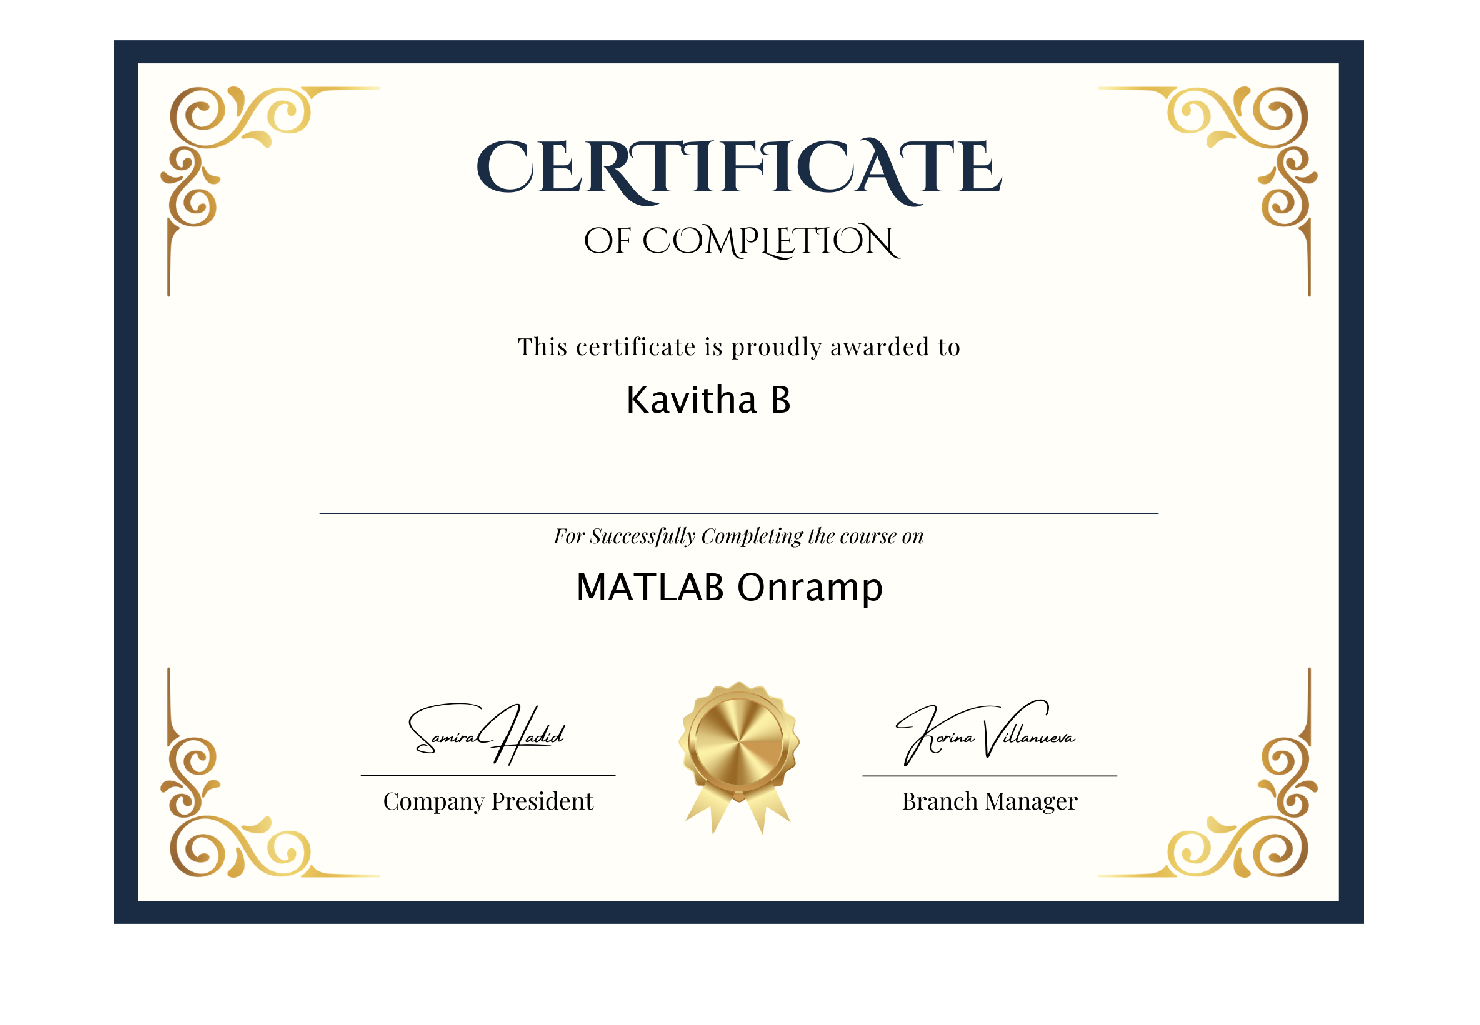 CERTIFICATE
OF COMPLETION
This certificate is proudly awarded to
Kavitha B
For Successfully Completing the course on
MATLAB Onramp
Samira Hadid
Korina Villanueva
Company President
Branch Manager